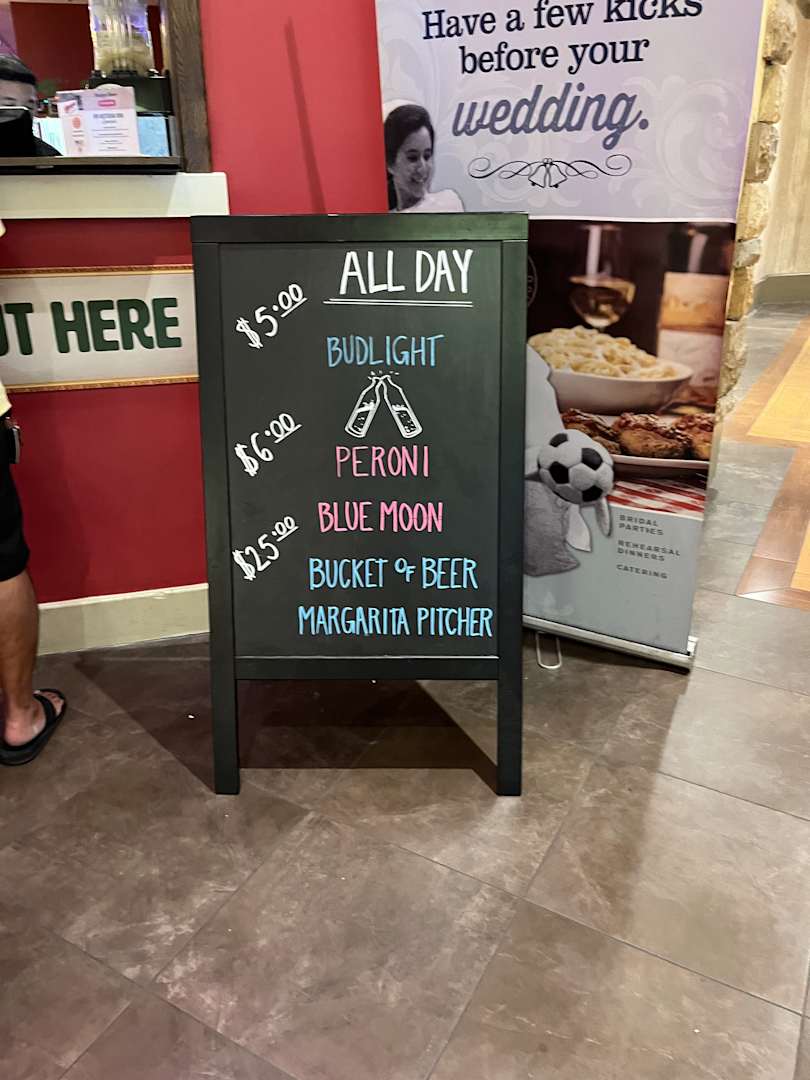 Have a few kicks
before your
wedding.
UT HERE
ALL DAY
$5.00
BUDLIGHT
$6.00
PERONI
BLUE MOON
$25.00
BUCKET OF BEER
MARGARITA PITCHER
BRIDAL
PARTIES
REHEARSAL
DINNERS
CATERING